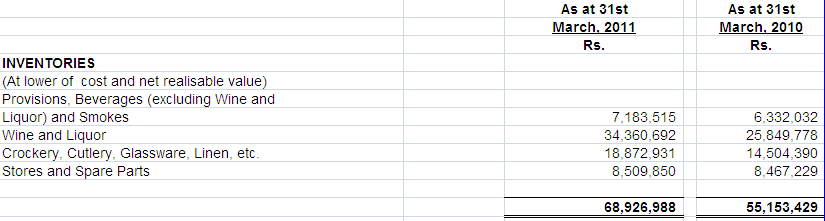 As at 31st As at 31st
March, 2011 March, 2010
Rs. Rs.
INVENTORIES
(At lower of cost and net realisable value)
Provisions, Beverages (excluding Wine and
Liquor) and Smokes 7,183,515 6,332,032
Wine and Liquor 34,360,692 25,849,778
Crockery, Cutlery, Glassware, Linen, etc. 18,872,931 14,504,390
Stores and Spare Parts 8,509,850 8,467,229
68,926,988 55,153,429